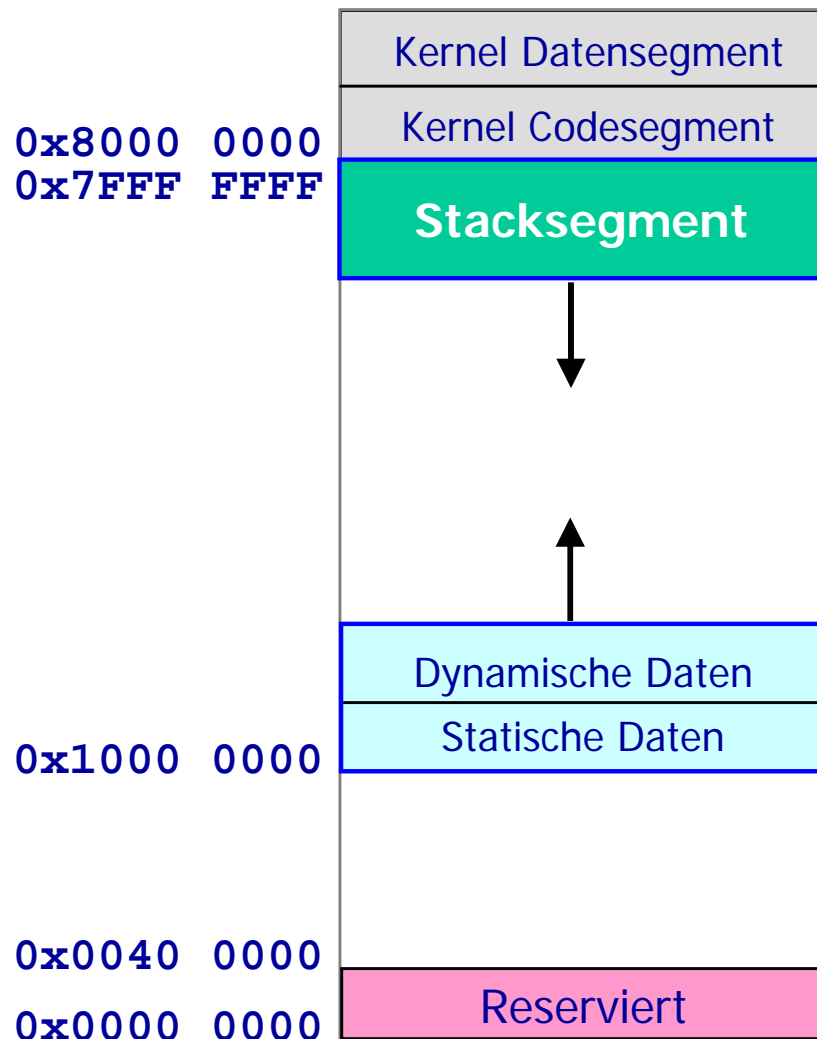 Kernel Datensegment
Kernel Codesegment
0x8000 0000
0x7FFF FFFF
Stacksegment
Dynamische Daten
Statische Daten
0x1000 0000
0x0040 0000
Reserviert
0x0000 0000